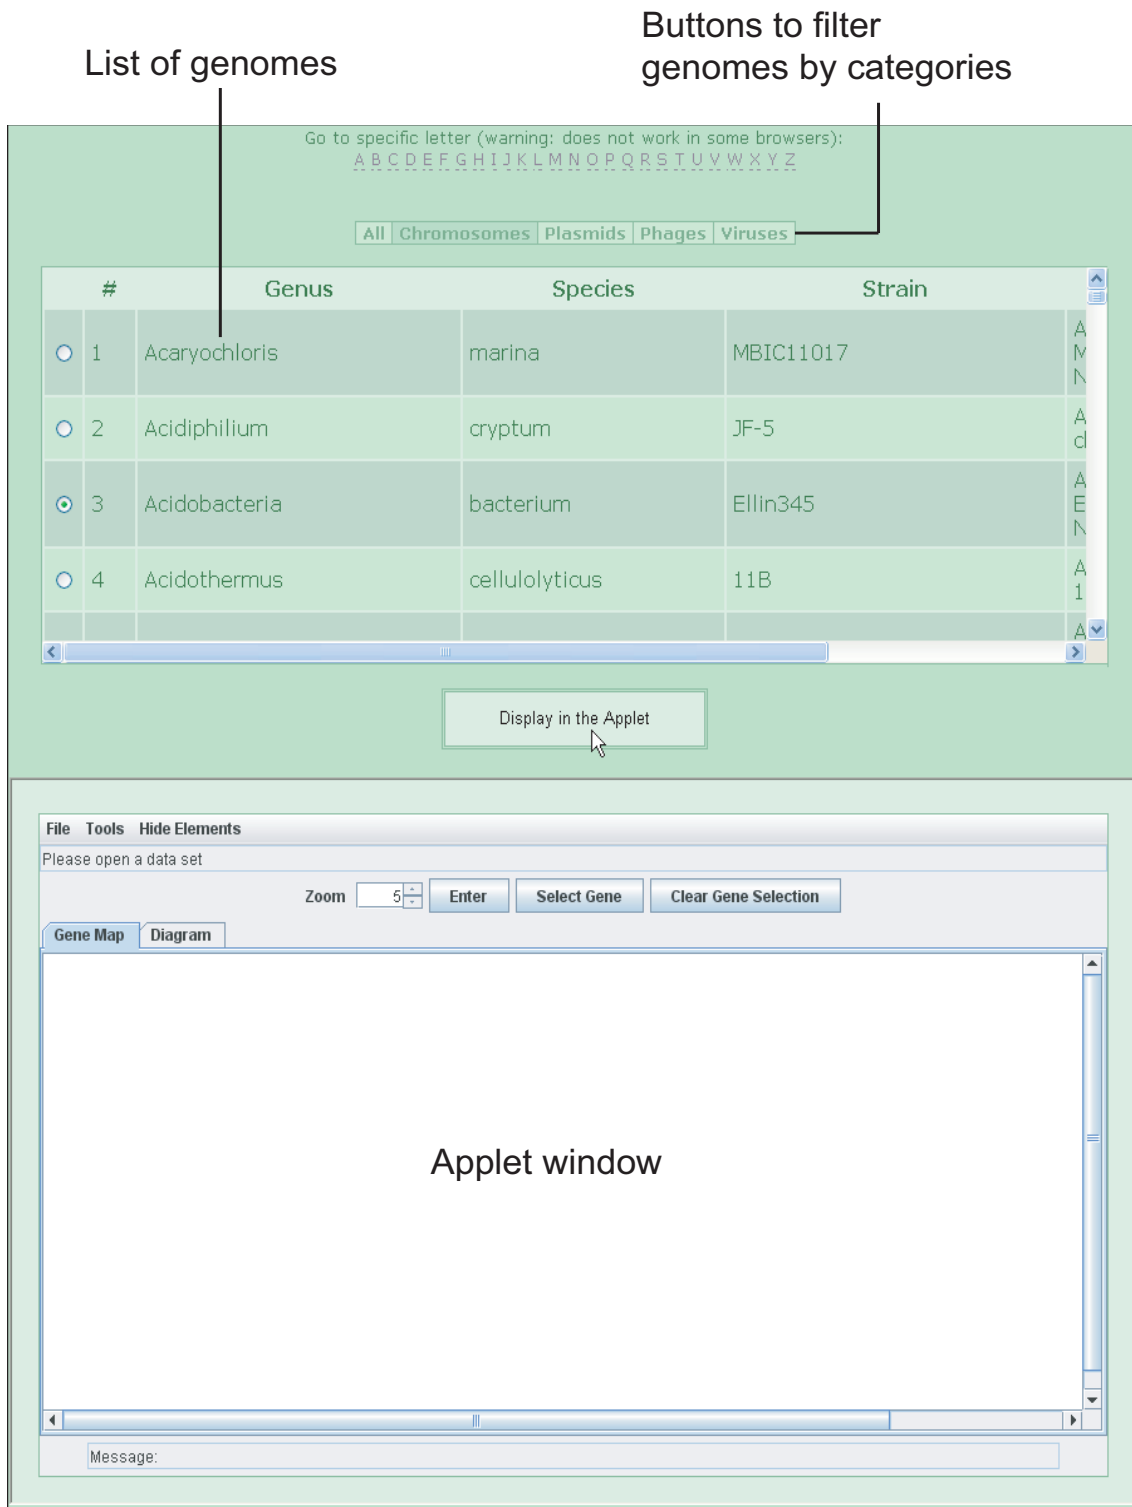 List of genomes
Buttons to filter
genomes by categories
Go to specific letter (warning: does not work in some browsers):
A B C D E F G H I J K L M N O P Q R S T U V W X Y Z
All Chromosomes Plasmids Phages Viruses
# Genus Species Strain
1 Acaryochloris marina MBIC11017 A
M
N
2 Acidiphilium cryptum JF-5 A
3 Acidobacteria bacterium Ellin345 A
E
N
4 Acidothermus cellulolyticus 11B A
1
A
Display in the Applet
File Tools Hide Elements
Please open a data set
Zoom 5 Enter Select Gene Clear Gene Selection
Gene Map Diagram
Applet window
Message: